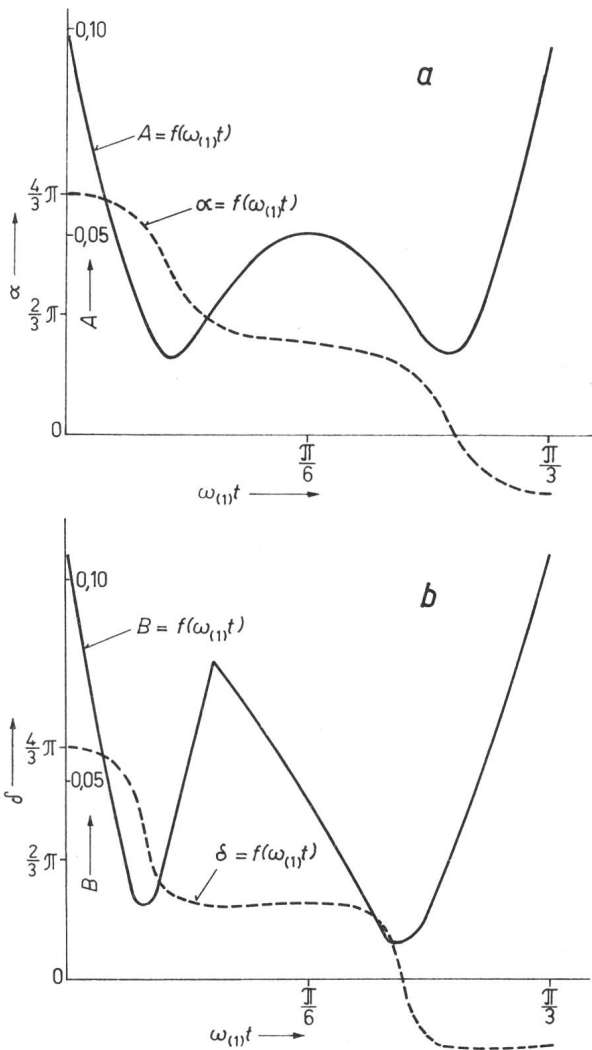 0,10
a
A = f(ω(1)t)
4/3 π
α = f(ω(1)t)
0,05
α
A
2/3 π
0
π/6
π/3
ω(1)t
0,10
b
B = f(ω(1)t)
4/3 π
0,05
δ
2/3 π
δ = f(ω(1)t)
B
0
π/6
π/3
ω(1)t